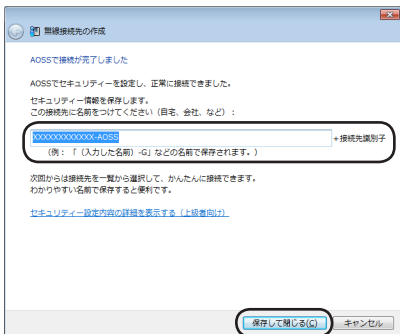 無線接続先の作成
AOSSで接続が完了しました
AOSSでセキュリティーを設定し、正常に接続できました。
セキュリティー情報を保存します。
この接続先に名前をつけてください（自宅、会社、など）：
XXXXXXXXXXXX-AOSS +接続先識別子
（例：「（入力した名前）-G」などの名前で保存されます。）
次回からは接続先を一覧から選択して、かんたんに接続できます。
わかりやすい名前で保存すると便利です。
セキュリティー設定内容の詳細を表示する（上級者向け）
保存して閉じる(C) キャンセル